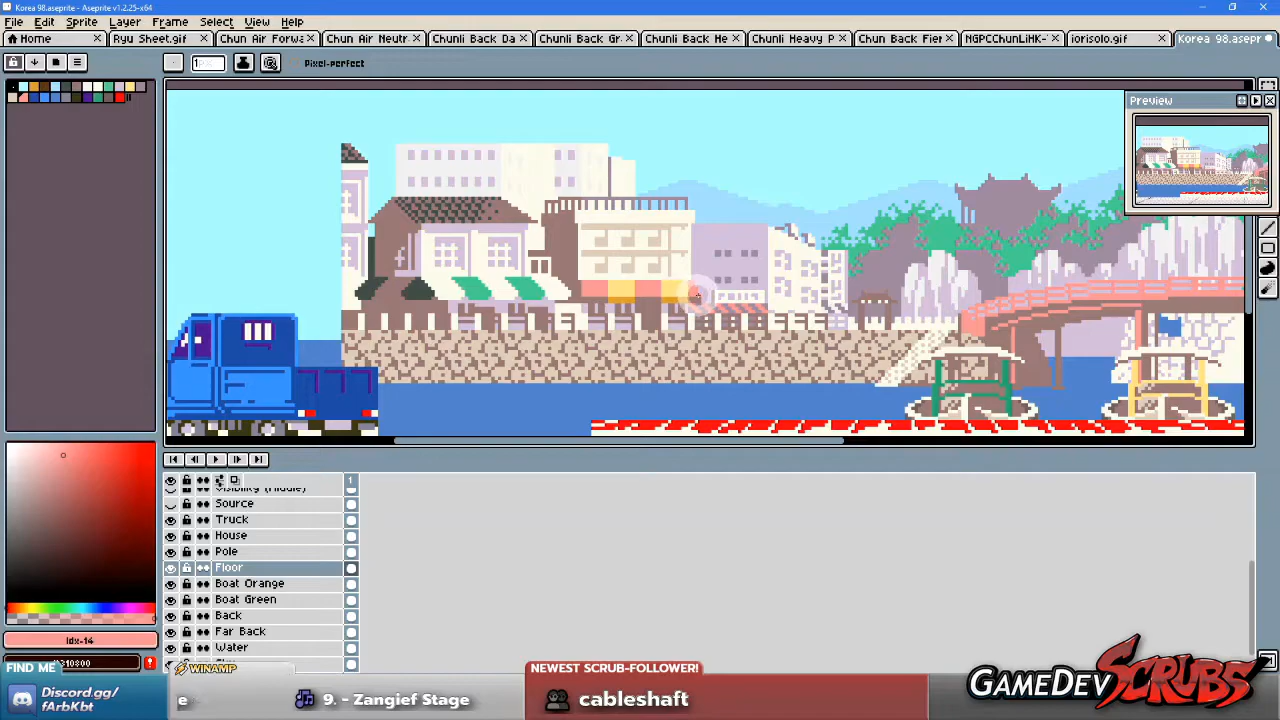 Korea 98.aseprite - Aseprite v1.2.25-x64
File Edit Sprite Layer Frame Select View Help
Home Ryu Sheet.gif Chun Air Forwa Chun Air Neutr Chunli Back Da Chunli Back Gr Chunli Back He Chunli Heavy P Chun Back Fier NGPCChunLiHK-1 iorisolo.gif Korea 98.asepr
Pixel-perfect
Preview
1
Source
Truck
House
Pole
Floor
Boat Orange
Boat Green
Back
Far Back
Water
Idx-14
FIND ME
Discord.gg/
fArbKbt
WINAMP
e 9. - Zangief Stage
NEWEST SCRUB-FOLLOWER!
cableshaft
GAMEDEV SCRUBS